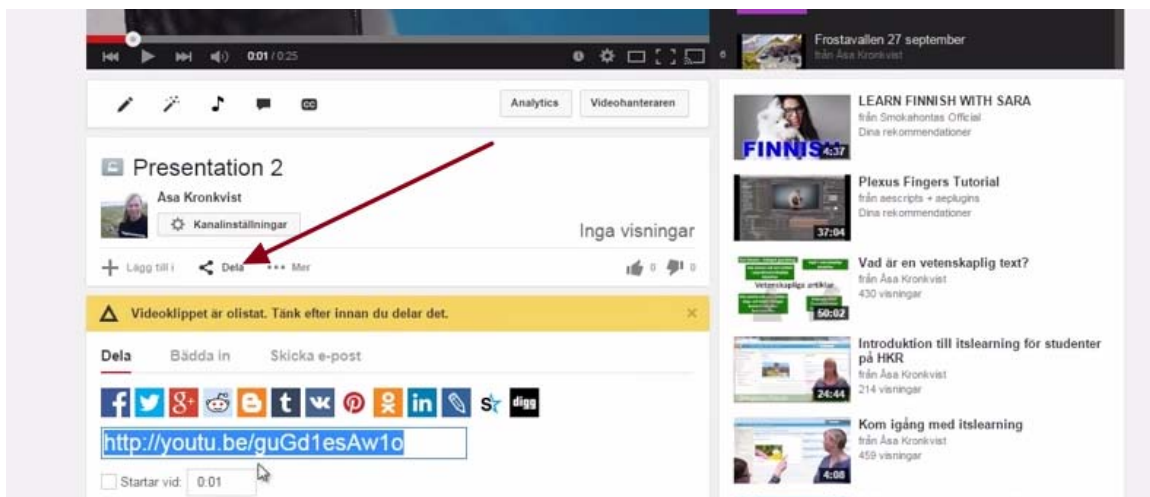 0:01 / 0:25
Frostavallen 27 september
från Åsa Kronkvist
6
CC
Analytics
Videohanteraren
Presentation 2
Åsa Kronkvist
Kanalinställningar
Inga visningar
Lägg till i
Dela
Mer
0
0
Videoklippet är olistat. Tänk efter innan du delar det.
Dela
Bädda in
Skicka e-post
digg
http://youtu.be/guGd1esAw1o
Startar vid:
0:01
LEARN FINNISH WITH SARA
från Smokahontas Official
Dina rekommendationer
FINNIS
4:37
Plexus Fingers Tutorial
från aescripts + aeplugins
Dina rekommendationer
37:04
Vad är en vetenskaplig text?
från Åsa Kronkvist
430 visningar
Vetenskapliga artiklar
50:02
Introduktion till itslearning för studenter
på HKR
från Åsa Kronkvist
214 visningar
24:44
Kom igång med itslearning
från Åsa Kronkvist
459 visningar
4:08